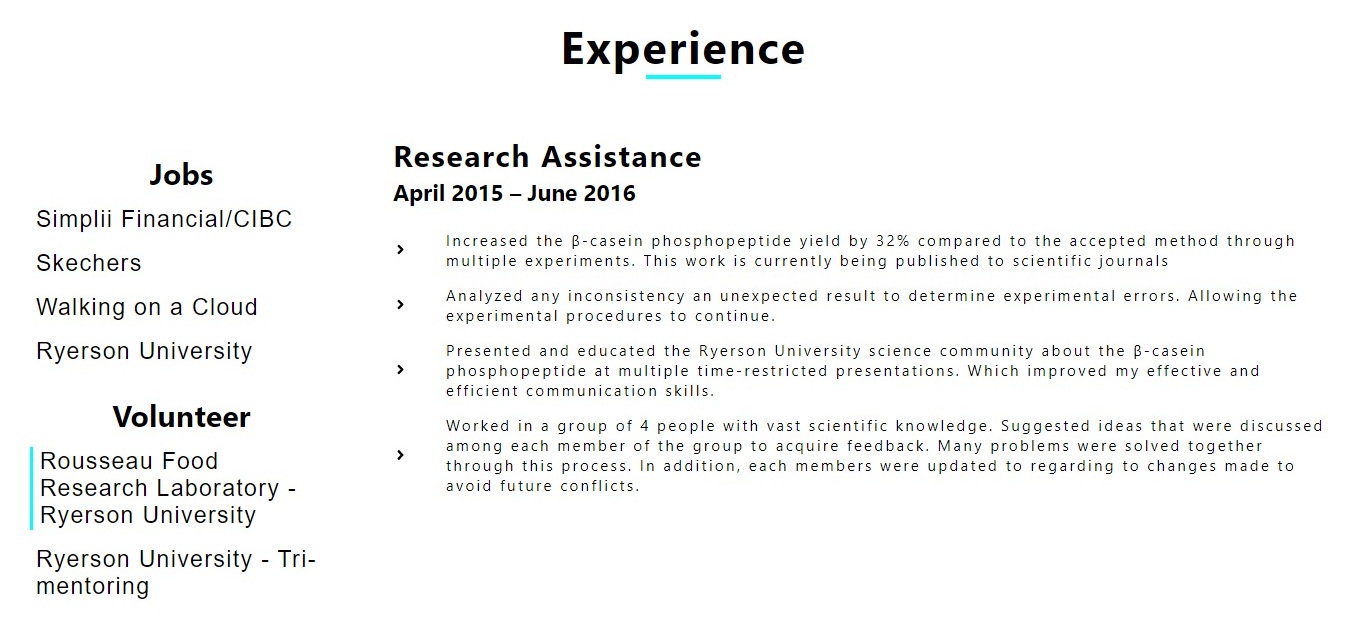 Experience
Jobs
Simplii Financial/CIBC
Skechers
Walking on a Cloud
Ryerson University
Volunteer
Rousseau Food
Research Laboratory -
Ryerson University
Ryerson University - Tri-
mentoring
Research Assistance
April 2015 – June 2016
Increased the β-casein phosphopeptide yield by 32% compared to the accepted method through
multiple experiments. This work is currently being published to scientific journals
Analyzed any inconsistency an unexpected result to determine experimental errors. Allowing the
experimental procedures to continue.
Presented and educated the Ryerson University science community about the β-casein
phosphopeptide at multiple time-restricted presentations. Which improved my effective and
efficient communication skills.
Worked in a group of 4 people with vast scientific knowledge. Suggested ideas that were discussed
among each member of the group to acquire feedback. Many problems were solved together
through this process. In addition, each members were updated to regarding to changes made to
avoid future conflicts.